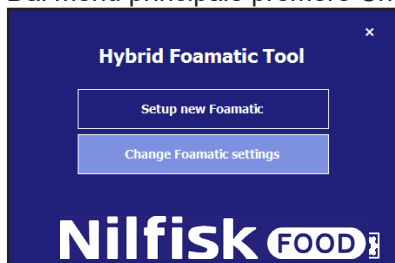 Dal menu principale premere
×
Hybrid Foamatic Tool
Setup new Foamatic
Change Foamatic settings
Nilfisk FOOD